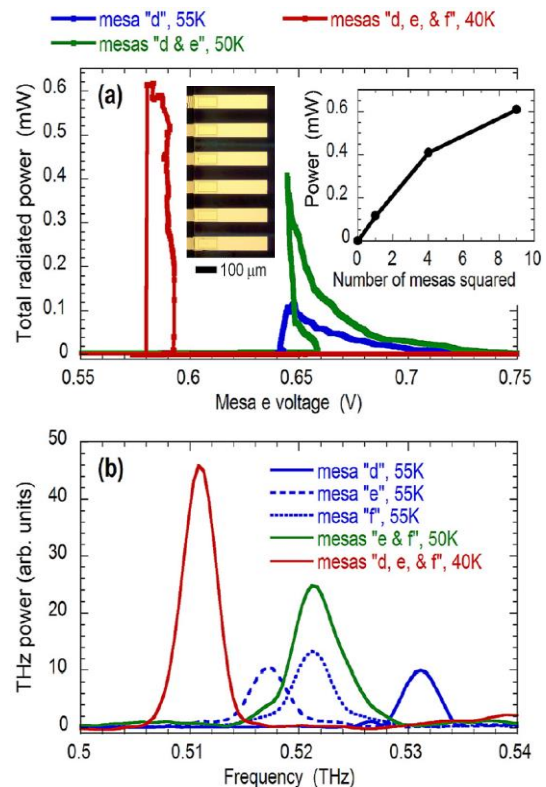 mesa "d", 55K
mesas "d, e, & f", 40K
mesas "d & e", 50K
(a)
Total radiated power (mW)
0.6
0.5
0.4
0.3
0.2
0.1
0
0.55
0.6
0.65
0.7
0.75
Mesa e voltage (V)
100 μm
Power (mW)
0.6
0.4
0.2
0
0 2 4 6 8 10
Number of mesas squared
(b)
mesa "d", 55K
mesa "e", 55K
mesa "f", 55K
mesas "e & f", 50K
mesas "d, e, & f", 40K
THz power (arb. units)
50
40
30
20
10
0
0.5
0.51
0.52
0.53
0.54
Frequency (THz)